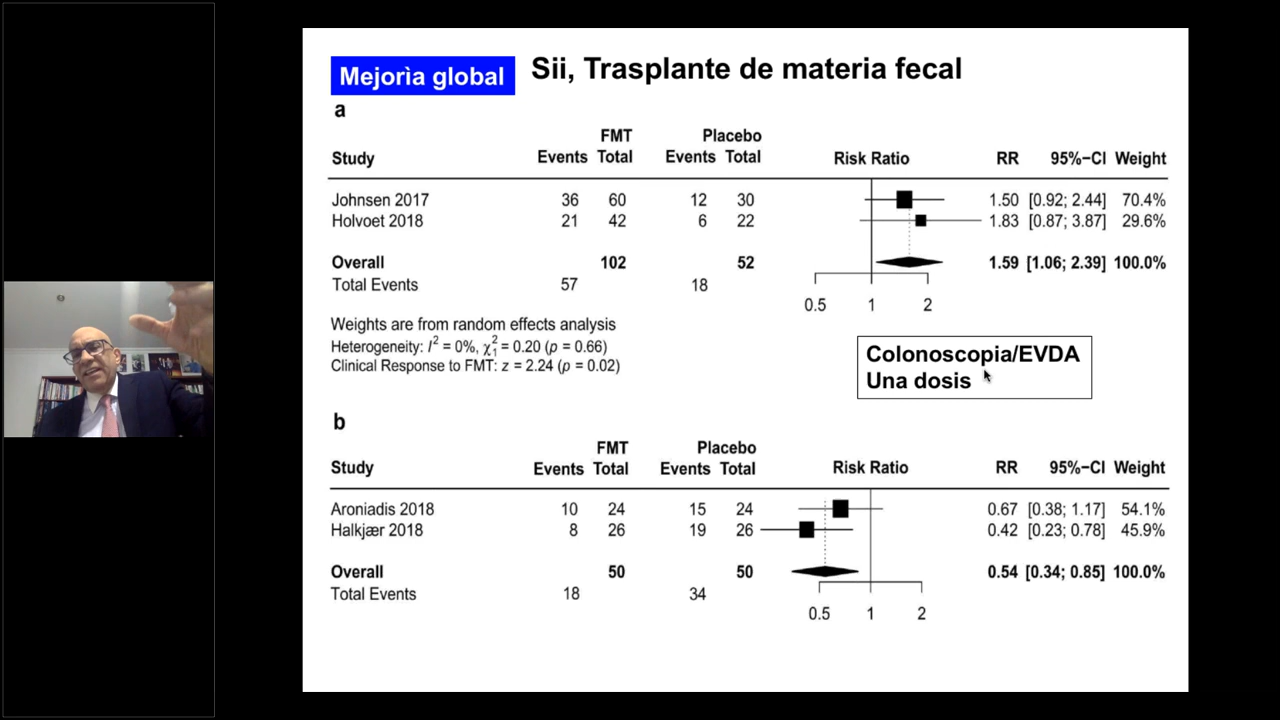 Mejorìa global
Sii, Trasplante de materia fecal
a
FMT Placebo
Study Events Total Events Total Risk Ratio RR 95%−CI Weight
Johnsen 2017 36 60 12 30 1.50 [0.92; 2.44] 70.4%
Holvoet 2018 21 42 6 22 1.83 [0.87; 3.87] 29.6%
Overall 102 52 1.59 [1.06; 2.39] 100.0%
Total Events 57 18
0.5 1 2
Weights are from random effects analysis
Heterogeneity: I² = 0%, χ₁² = 0.20 (p = 0.66)
Clinical Response to FMT: z = 2.24 (p = 0.02)
Colonoscopia/EVDA
Una dosis
b
FMT Placebo
Study Events Total Events Total Risk Ratio RR 95%−CI Weight
Aroniadis 2018 10 24 15 24 0.67 [0.38; 1.17] 54.1%
Halkjær 2018 8 26 19 26 0.42 [0.23; 0.78] 45.9%
Overall 50 50 0.54 [0.34; 0.85] 100.0%
Total Events 18 34
0.5 1 2